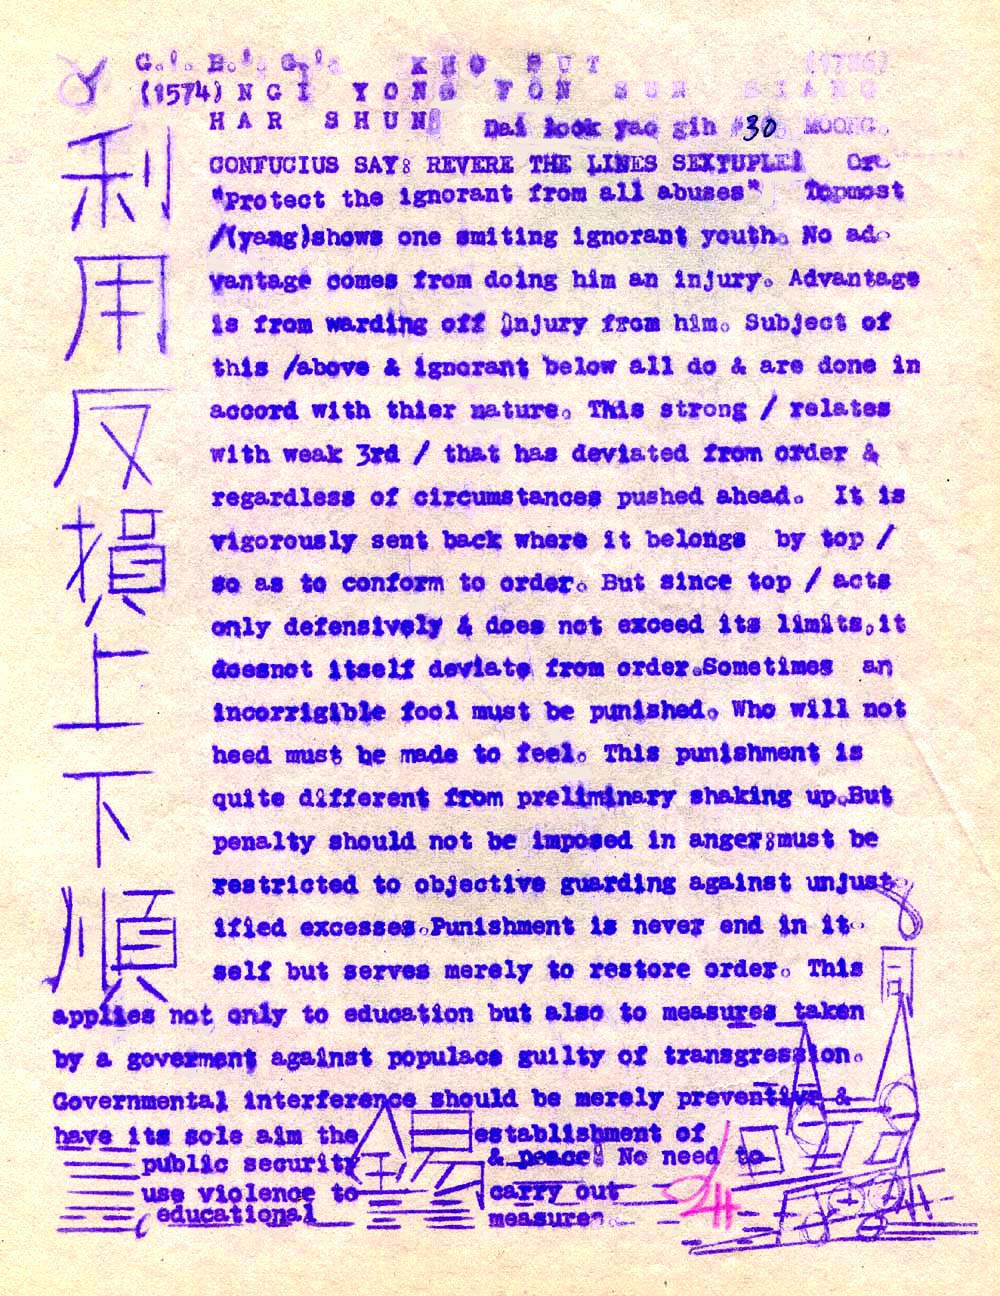 G.'. B.'. G.'. KHO PUT (1786)
(1574) NGI YONG FON SUN SIANG
HAR SHUN Dai look yao gih #30 MOONG.
利用反損上下順
CONFUCIUS SAY: REVERE THE LINES SEXTUPLE! Or
"Protect the ignorant from all abuses" Topmost
/(yang)shows one smiting ignorant youth. No ad-
vantage comes from doing him an injury. Advantage
is from warding off injury from him. Subject of
this /above & ignorant below all do & are done in
accord with thier nature. This strong / relates
with weak 3rd / that has deviated from order &
regardless of circumstances pushed ahead. It is
vigorously sent back where it belongs by top /
so as to conform to order. But since top / acts
only defensively & does not exceed its limits,it
doesnot itself deviate from order.Sometimes an
incorrigible fool must be punished. Who will not
heed must be made to feel. This punishment is
quite different from preliminary shaking up.But
penalty should not be imposed in anger;must be
restricted to objective guarding against unjust
ified excesses.Punishment is never end in it-
self but serves merely to restore order. This
applies not only to education but also to measures taken
by a goverment against populace guilty of transgression.
Governmental interference should be merely preventive &
have its sole aim the establishment of
public security & peace! No need to
use violence to carry out
educational measures.